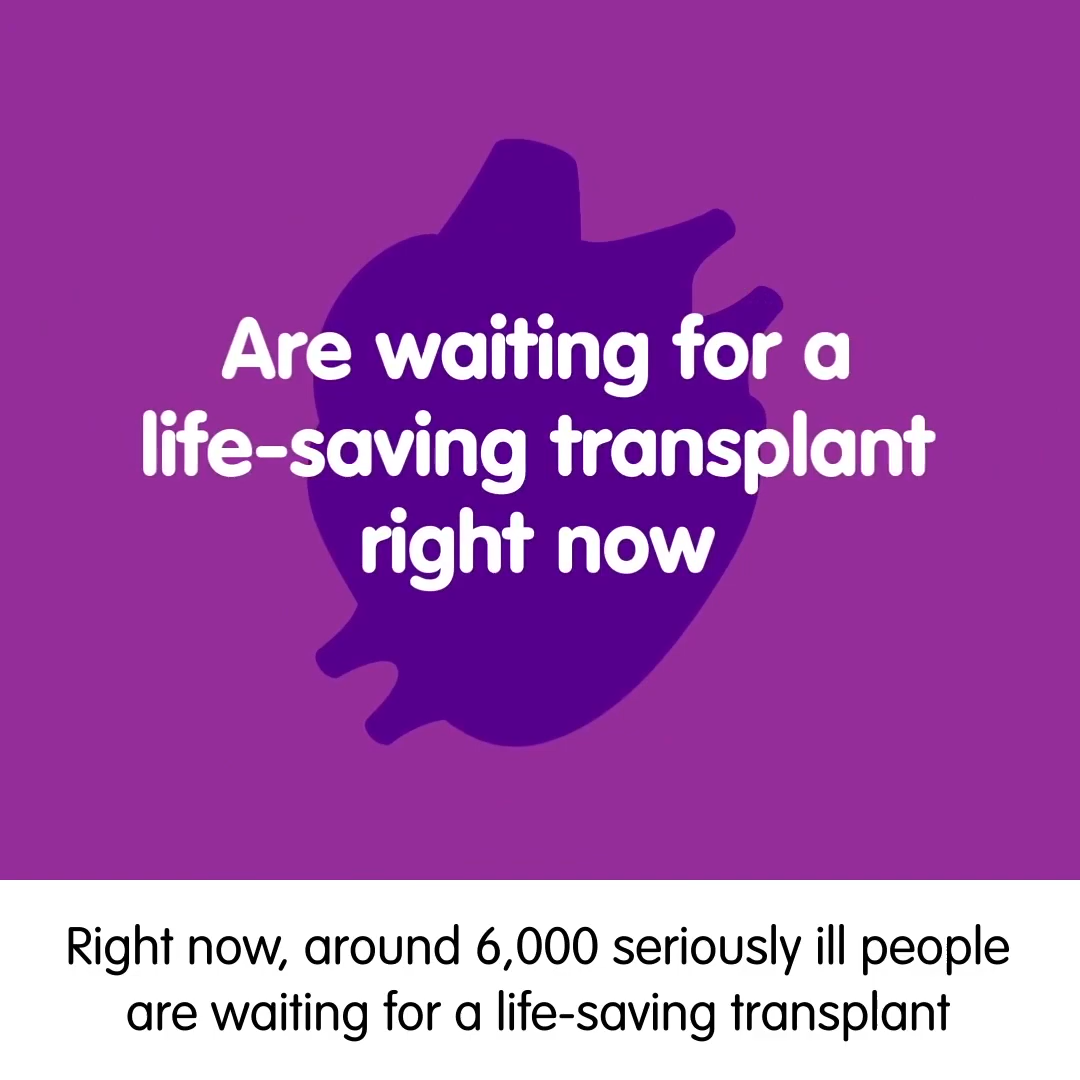 Are waiting for a
life-saving transplant
right now
Right now, around 6,000 seriously ill people
are waiting for a life-saving transplant